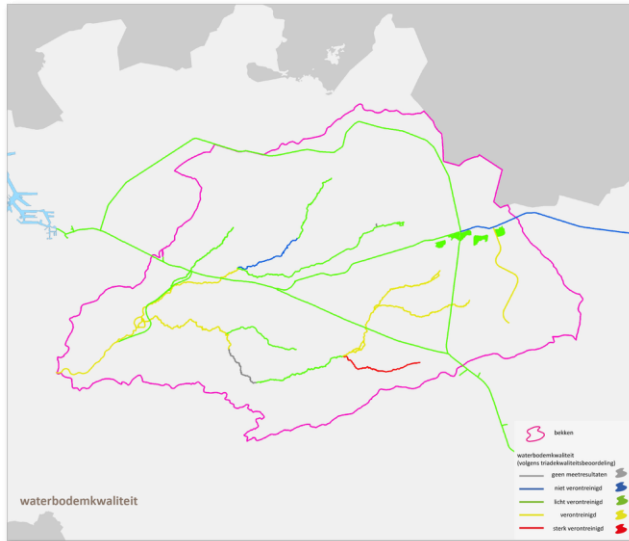 bekken
waterbodemkwaliteit
(volgens triadekwaliteitsbeoordeling)
geen meetresultaten
niet verontreinigd
licht verontreinigd
verontreinigd
sterk verontreinigd
waterbodemkwaliteit